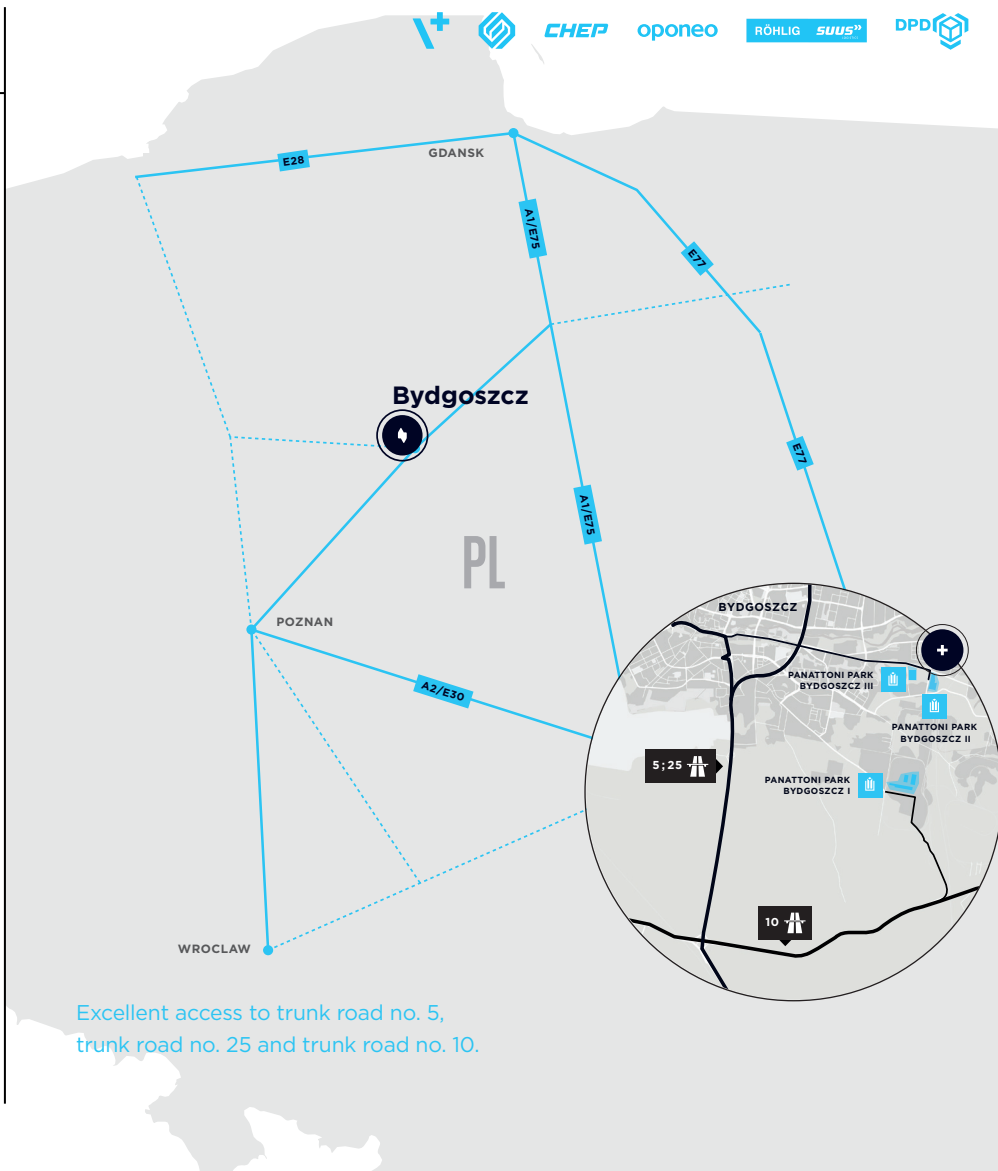 CHEP
oponeo
RÖHLIG SUUS
DPD
E28
GDANSK
A1/E75
E77
Bydgoszcz
E77
A1/E75
PL
POZNAN
A2/E30
BYDGOSZCZ
PANATTONI PARK
BYDGOSZCZ III
PANATTONI PARK
BYDGOSZCZ II
5;25
PANATTONI PARK
BYDGOSZCZ I
10
WROCLAW
Excellent access to trunk road no. 5,
trunk road no. 25 and trunk road no. 10.